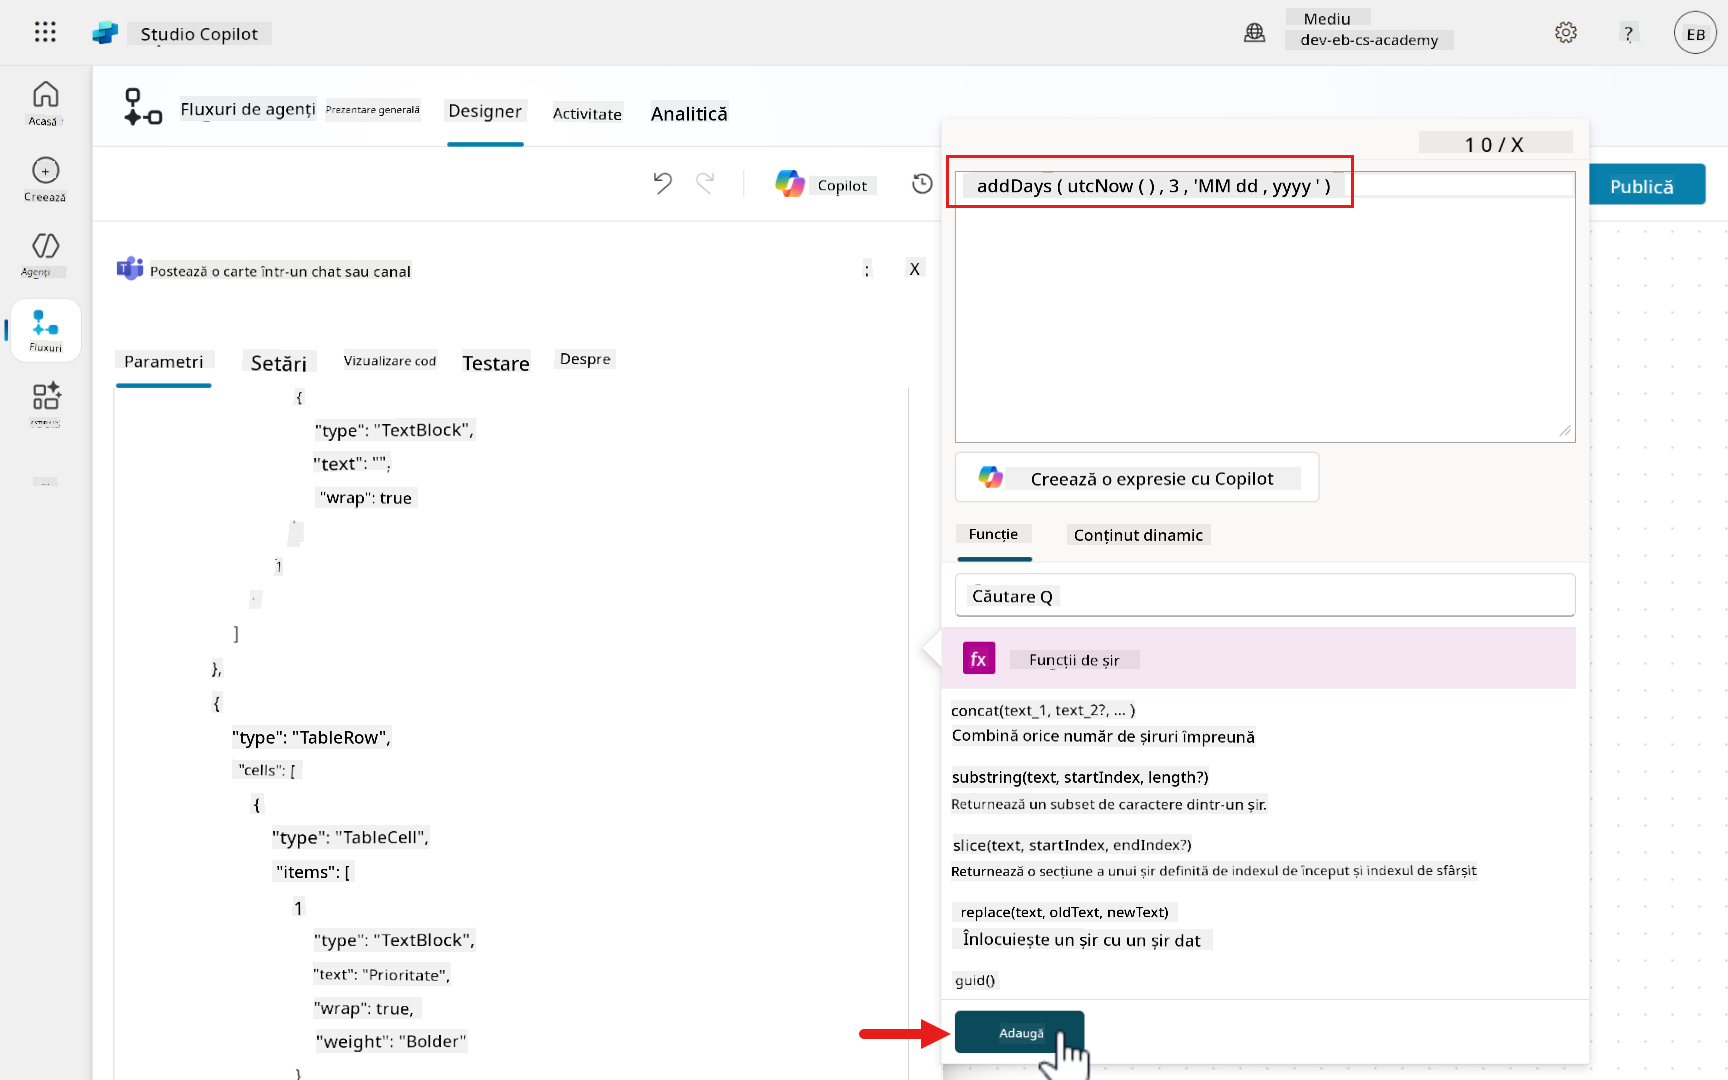 Studio Copilot
Mediu
dev-eb-cs-academy
?
EB
Acasă
Creează
Agenți
Fluxuri
...
Fluxuri de agenți
Prezentare generală
Designer
Activitate
Analitică
Copilot
Publică
1 0 / X
addDays ( utcNow ( ) , 3 , 'MM dd , yyyy ' )
Postează o carte într-un chat sau canal
:
X
Parametri
Setări
Vizualizare cod
Testare
Despre
{
"type": "TextBlock",
"text": "",
"wrap": true
1
]
},
{
"type": "TableRow",
"cells": [
{
"type": "TableCell",
"items": [
1
"type": "TextBlock",
"text": "Prioritate",
"wrap": true,
"weight": "Bolder"
}
Creează o expresie cu Copilot
Funcție
Conținut dinamic
Căutare Q
fx
Funcții de șir
concat(text_1, text_2?, ... )
Combină orice număr de șiruri împreună
substring(text, startIndex, length?)
Returnează un subset de caractere dintr-un șir.
slice(text, startIndex, endIndex?)
Returnează o secțiune a unui șir definită de indexul de început și indexul de sfârșit
replace(text, oldText, newText)
Înlocuiește un șir cu un șir dat
guid()
Adaugă